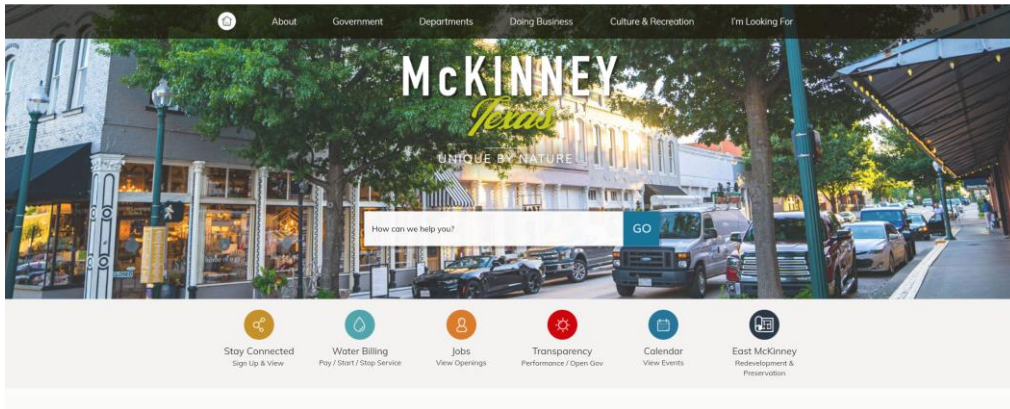 About
Government
Departments
Doing Business
Culture & Recreation
I'm Looking For
McKINNEY
Texas
UNIQUE BY NATURE
How can we help you?
GO
Stay Connected
Sign Up & View
Water Billing
Pay / Start / Stop Service
Jobs
View Openings
Transparency
Performance / Open Gov
Calendar
View Events
East McKinney
Redevelopment &
Preservation